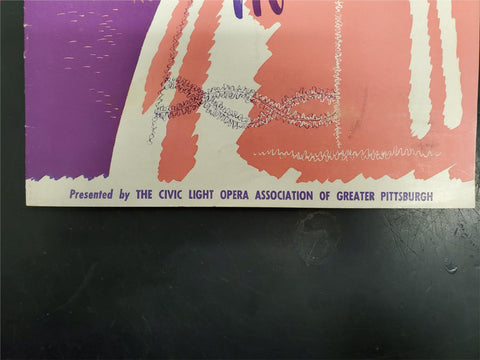 Presented by THE CIVIC LIGHT OPERA ASSOCIATION OF GREATER PITTSBURGH